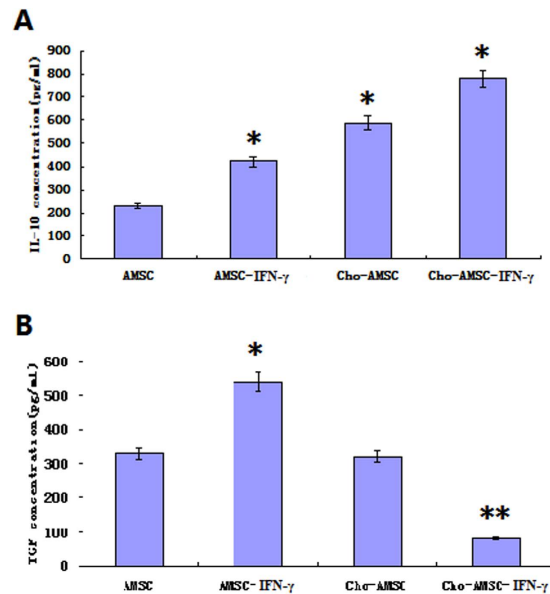 A
IL-10 concentration(pg/ml)
900
800
700
600
500
400
300
200
100
0
*
*
*
AMSC
AMSC-IFN-γ
Cho-AMSC
Cho-AMSC-IFN-γ
B
TGF concentration(pg/ml)
600
500
400
300
200
100
0
*
**
AMSC
AMSC-IFN-γ
Cho-AMSC
Cho-AMSC-IFN-γ